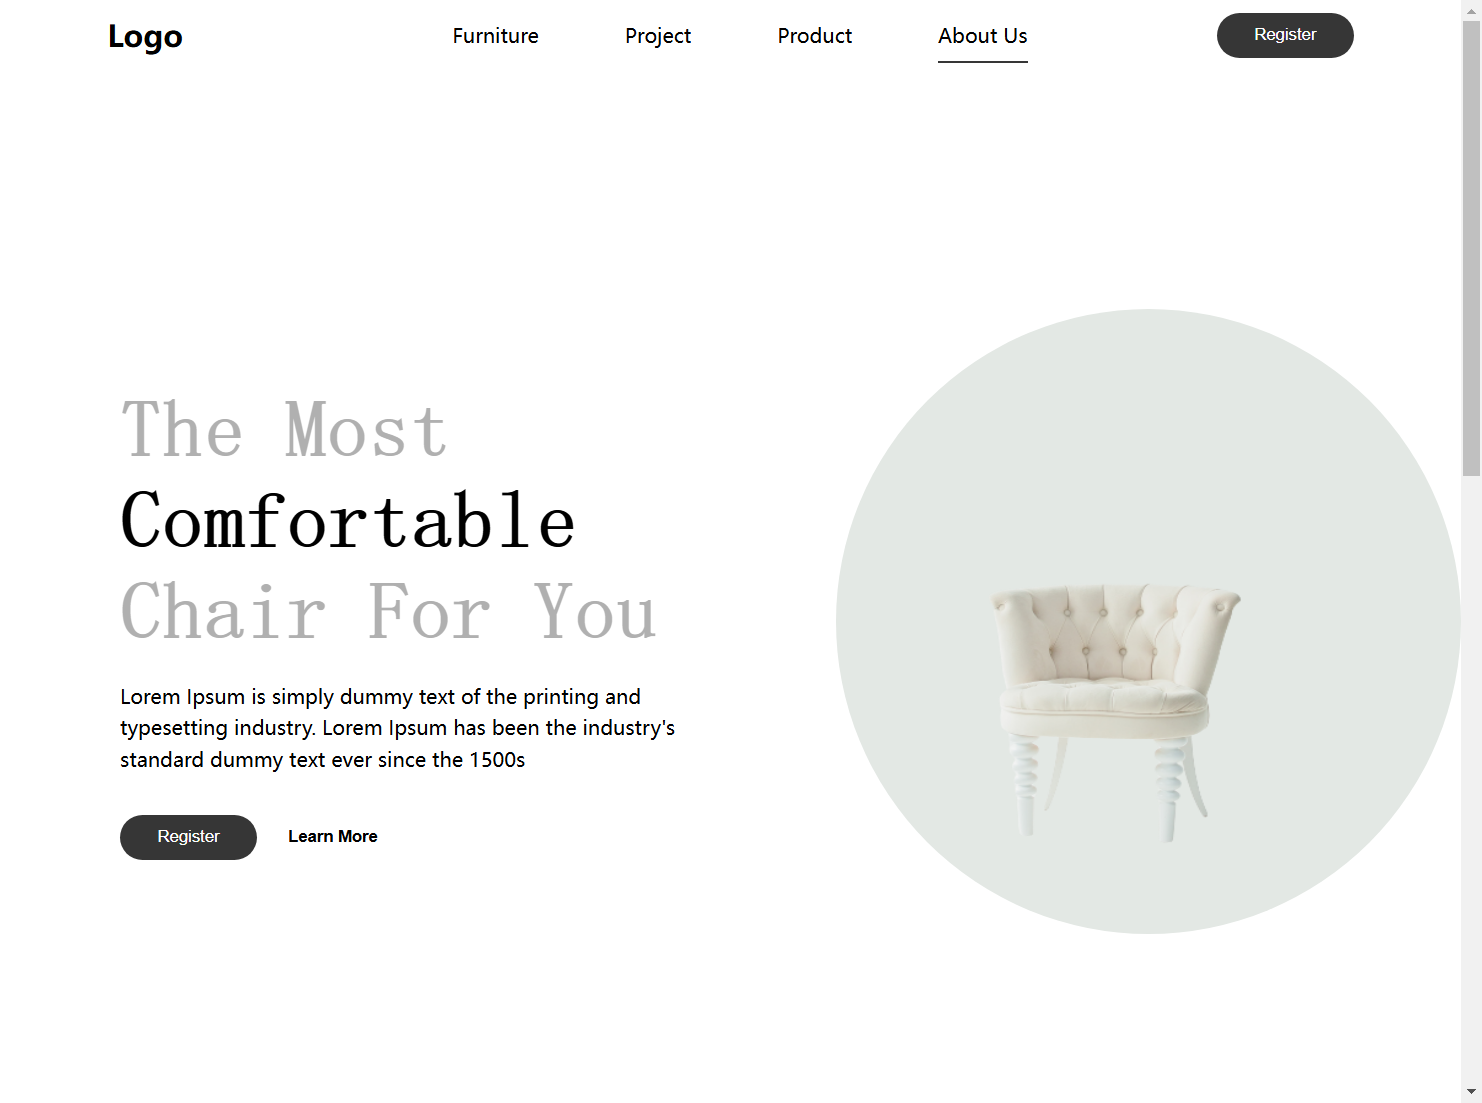 Logo
Furniture
Project
Product
About Us
Register
The Most
Comfortable
Chair For You
Lorem Ipsum is simply dummy text of the printing and
typesetting industry. Lorem Ipsum has been the industry's
standard dummy text ever since the 1500s
Register
Learn More